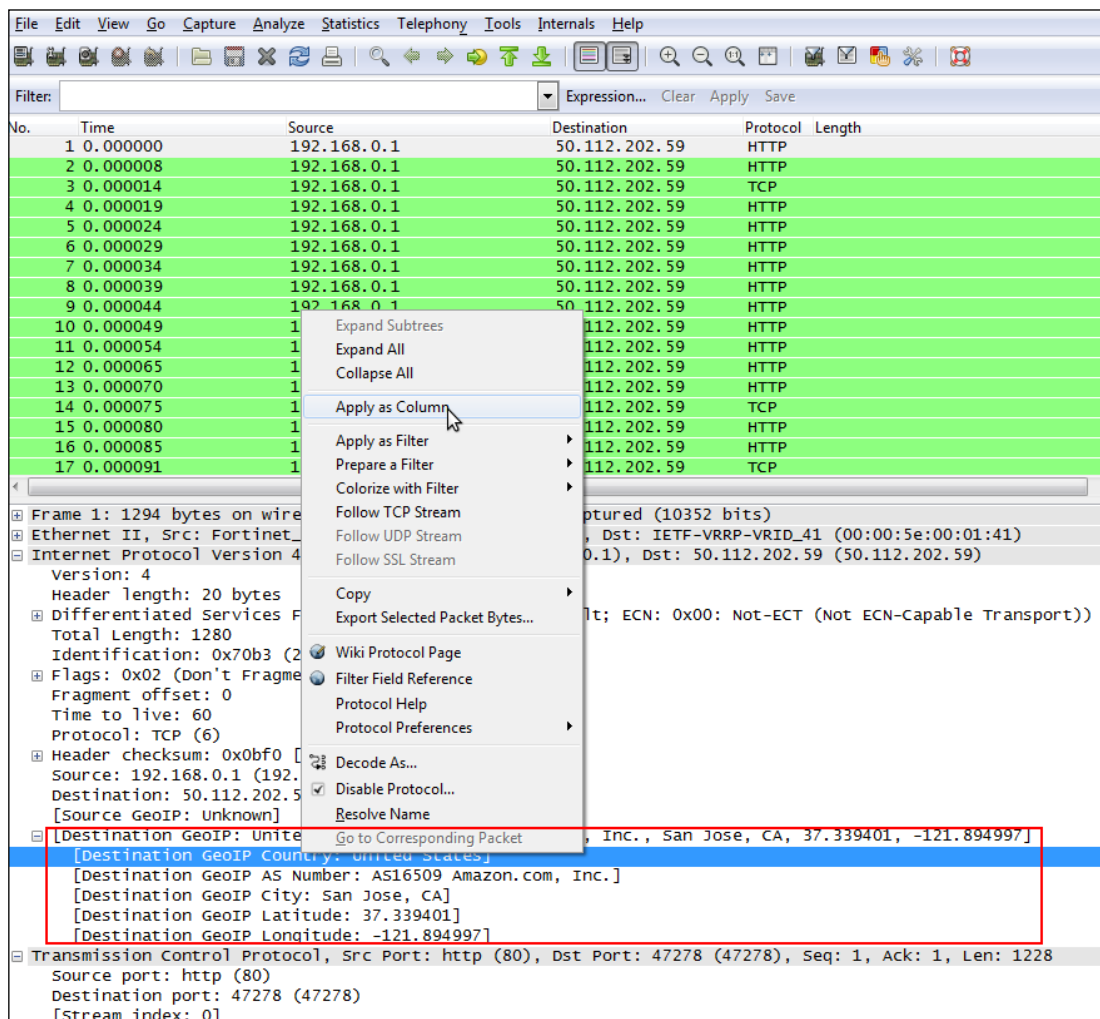 File Edit View Go Capture Analyze Statistics Telephony Tools Internals Help
Filter: Expression... Clear Apply Save
No. Time Source Destination Protocol Length
1 0.000000 192.168.0.1 50.112.202.59 HTTP
2 0.000008 192.168.0.1 50.112.202.59 HTTP
3 0.000014 192.168.0.1 50.112.202.59 TCP
4 0.000019 192.168.0.1 50.112.202.59 HTTP
5 0.000024 192.168.0.1 50.112.202.59 HTTP
6 0.000029 192.168.0.1 50.112.202.59 HTTP
7 0.000034 192.168.0.1 50.112.202.59 HTTP
8 0.000039 192.168.0.1 50.112.202.59 HTTP
9 0.000044 192.168.0.1 50.112.202.59 HTTP
10 0.000049 1 112.202.59 HTTP
11 0.000054 1 112.202.59 HTTP
12 0.000065 1 112.202.59 HTTP
13 0.000070 1 112.202.59 HTTP
14 0.000075 1 112.202.59 TCP
15 0.000080 1 112.202.59 HTTP
16 0.000085 1 112.202.59 HTTP
17 0.000091 1 112.202.59 TCP
Expand Subtrees
Expand All
Collapse All
Apply as Column
Apply as Filter
Prepare a Filter
Colorize with Filter
Follow TCP Stream
Follow UDP Stream
Follow SSL Stream
Copy
Export Selected Packet Bytes...
Wiki Protocol Page
Filter Field Reference
Protocol Help
Protocol Preferences
Decode As...
Disable Protocol...
Resolve Name
Go to Corresponding Packet
Frame 1: 1294 bytes on wire ptured (10352 bits)
Ethernet II, Src: Fortinet_ , Dst: IETF-VRRP-VRID_41 (00:00:5e:00:01:41)
Internet Protocol Version 4 0.1), Dst: 50.112.202.59 (50.112.202.59)
Version: 4
Header length: 20 bytes
Differentiated Services F lt; ECN: 0x00: Not-ECT (Not ECN-Capable Transport))
Total Length: 1280
Identification: 0x70b3 (2
Flags: 0x02 (Don't Fragme
Fragment offset: 0
Time to live: 60
Protocol: TCP (6)
Header checksum: 0x0bf0 [
Source: 192.168.0.1 (192.
Destination: 50.112.202.5
[Source GeoIP: Unknown]
[Destination GeoIP: Unite , Inc., San Jose, CA, 37.339401, -121.894997]
[Destination GeoIP Country: United States]
[Destination GeoIP AS Number: AS16509 Amazon.com, Inc.]
[Destination GeoIP City: San Jose, CA]
[Destination GeoIP Latitude: 37.339401]
[Destination GeoIP Longitude: -121.894997]
Transmission Control Protocol, Src Port: http (80), Dst Port: 47278 (47278), Seq: 1, Ack: 1, Len: 1228
Source port: http (80)
Destination port: 47278 (47278)
[Stream index: 0]